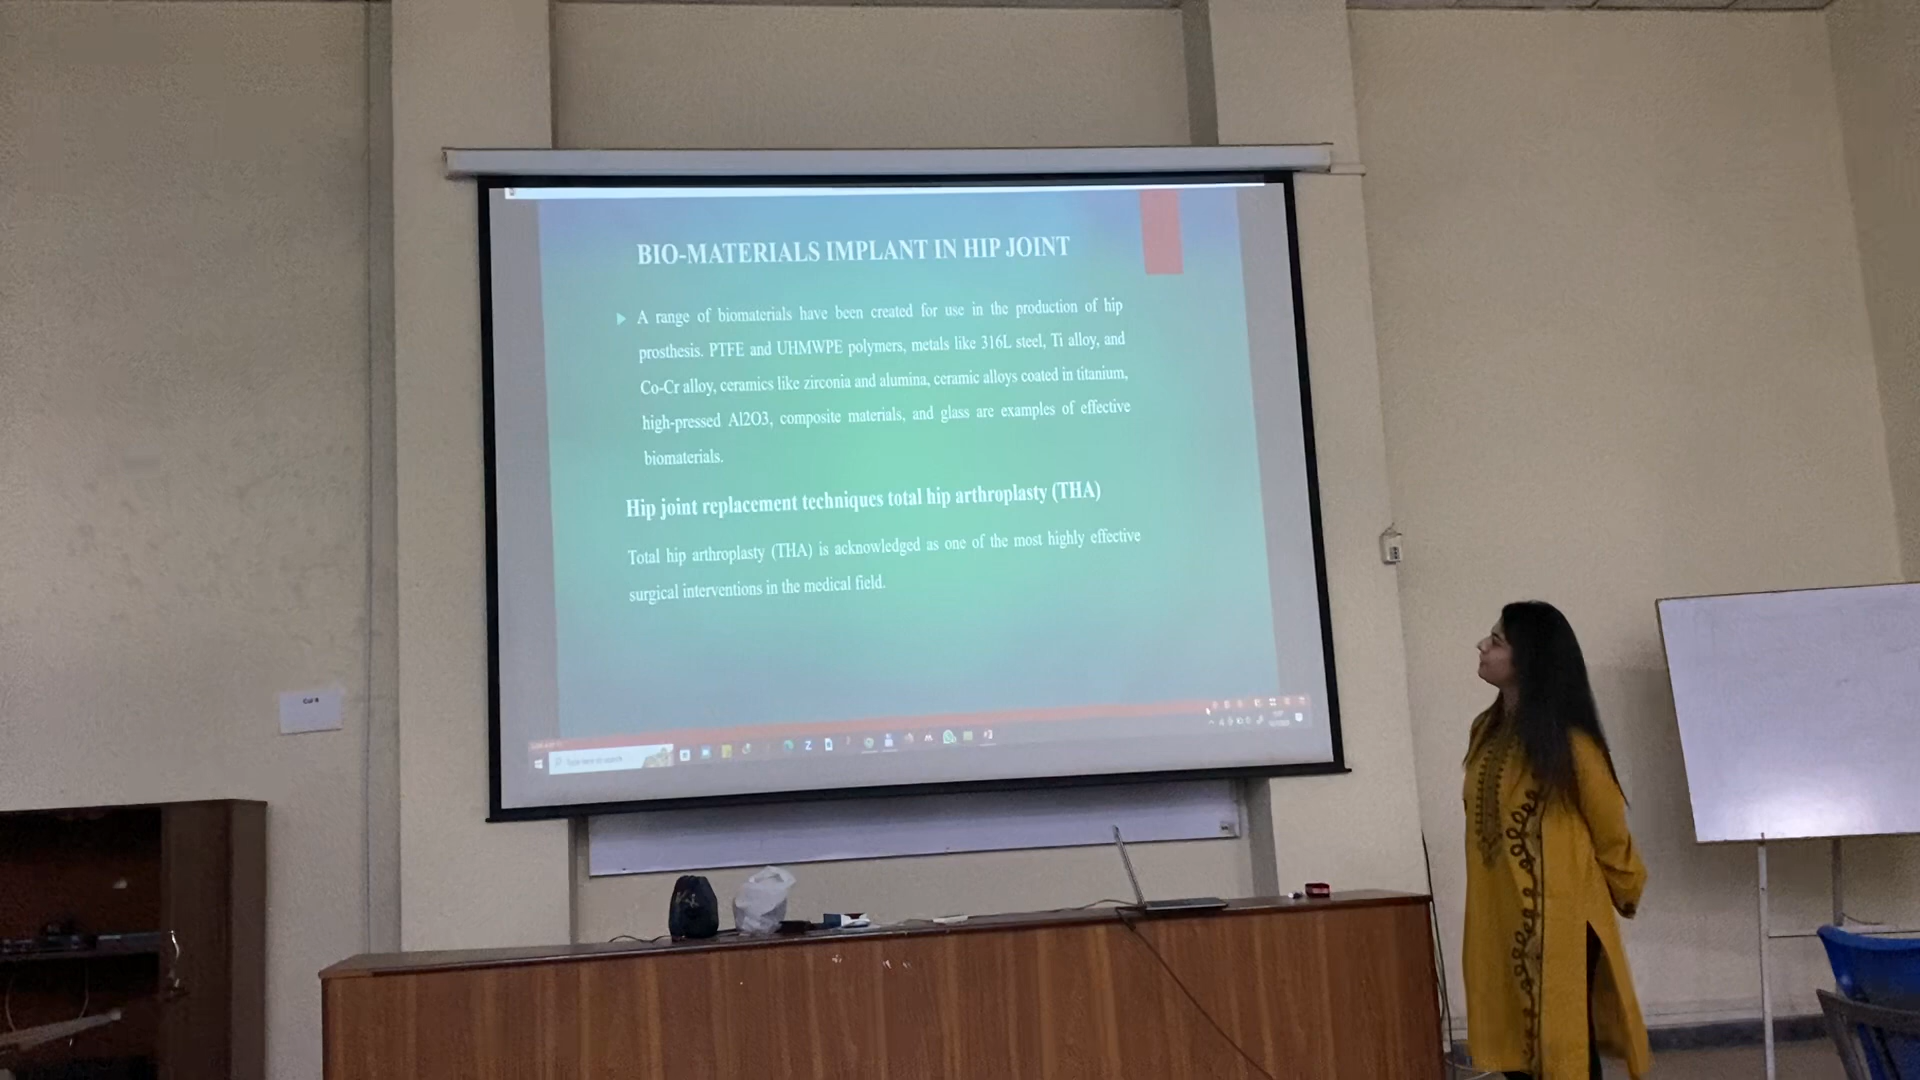 BIO-MATERIALS IMPLANT IN HIP JOINT
A range of biomaterials have been created for use in the production of hip
prosthesis. PTFE and UHMWPE polymers, metals like 316L steel, Ti alloy, and
Co-Cr alloy, ceramics like zirconia and alumina, ceramic alloys coated in titanium,
high-pressed Al2O3, composite materials, and glass are examples of effective
biomaterials.
Hip joint replacement techniques total hip arthroplasty (THA)
Total hip arthroplasty (THA) is acknowledged as one of the most highly effective
surgical interventions in the medical field.
Type here to search